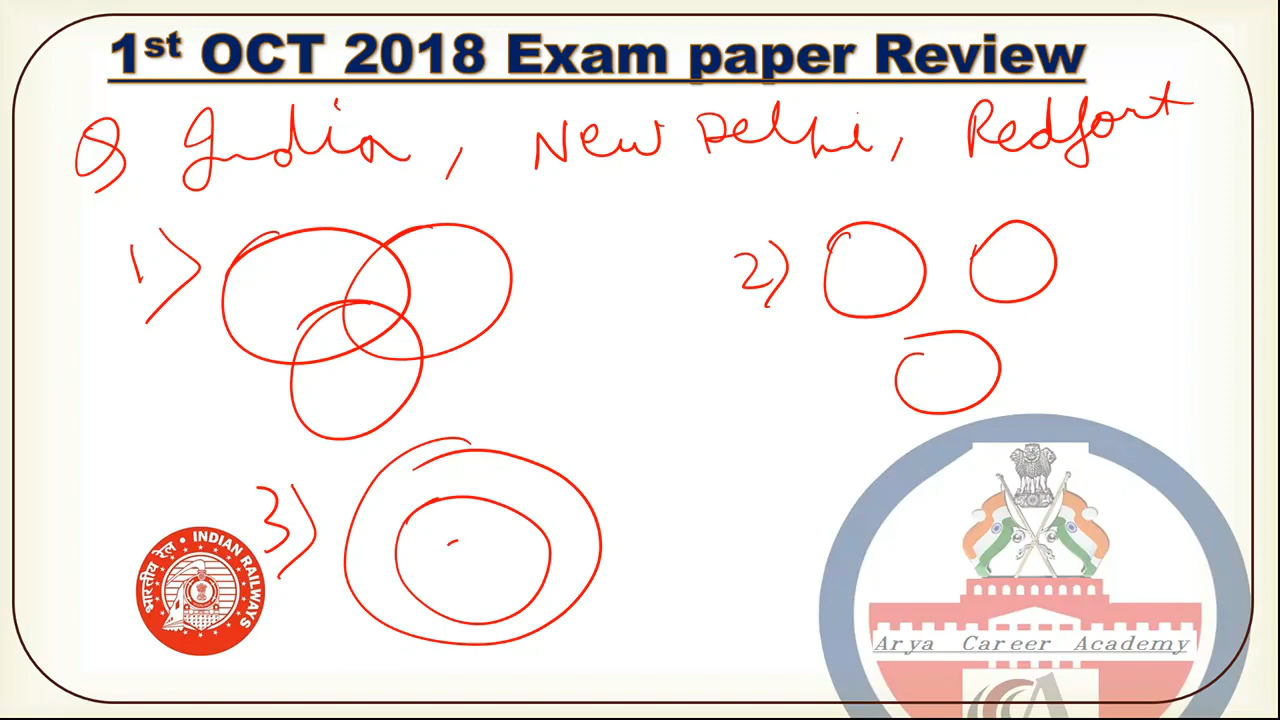 1st OCT 2018 Exam paper Review
Q India, New Delhi, Redfort
1)
2)
3)
भारतीय रेल • INDIAN RAILWAYS
Arya Career Academy